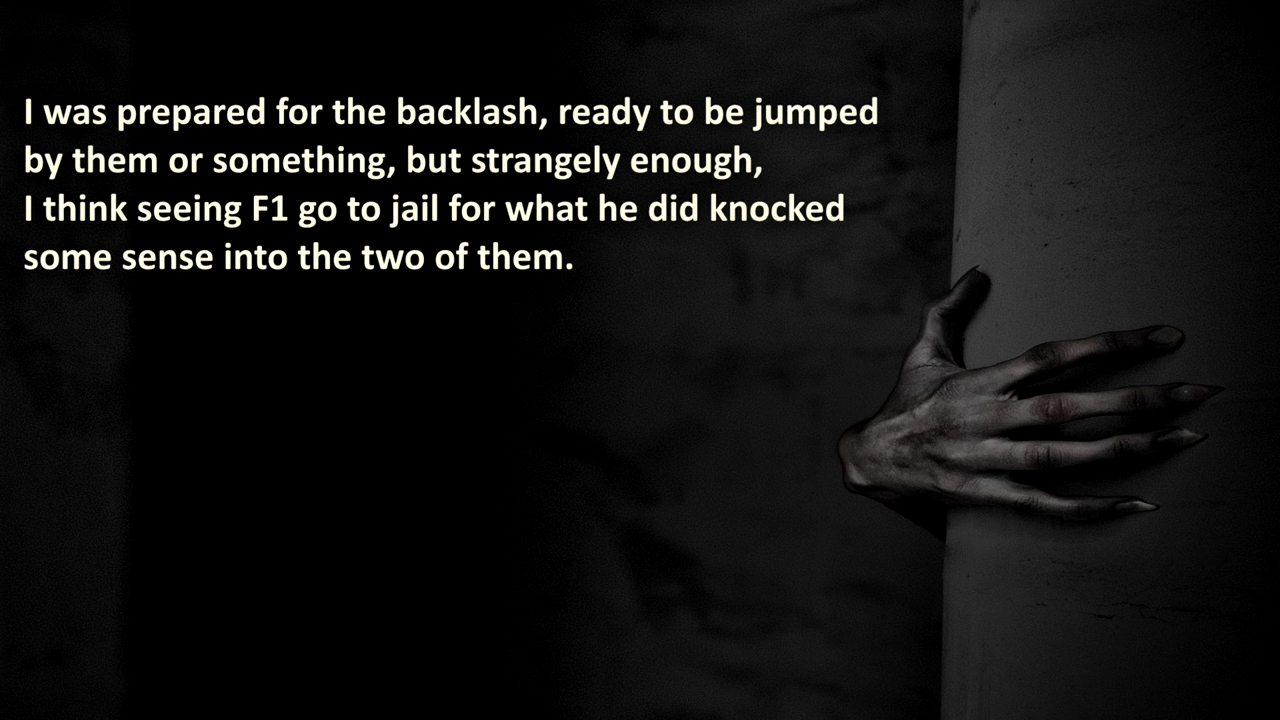 I was prepared for the backlash, ready to be jumped
by them or something, but strangely enough,
I think seeing F1 go to jail for what he did knocked
some sense into the two of them.